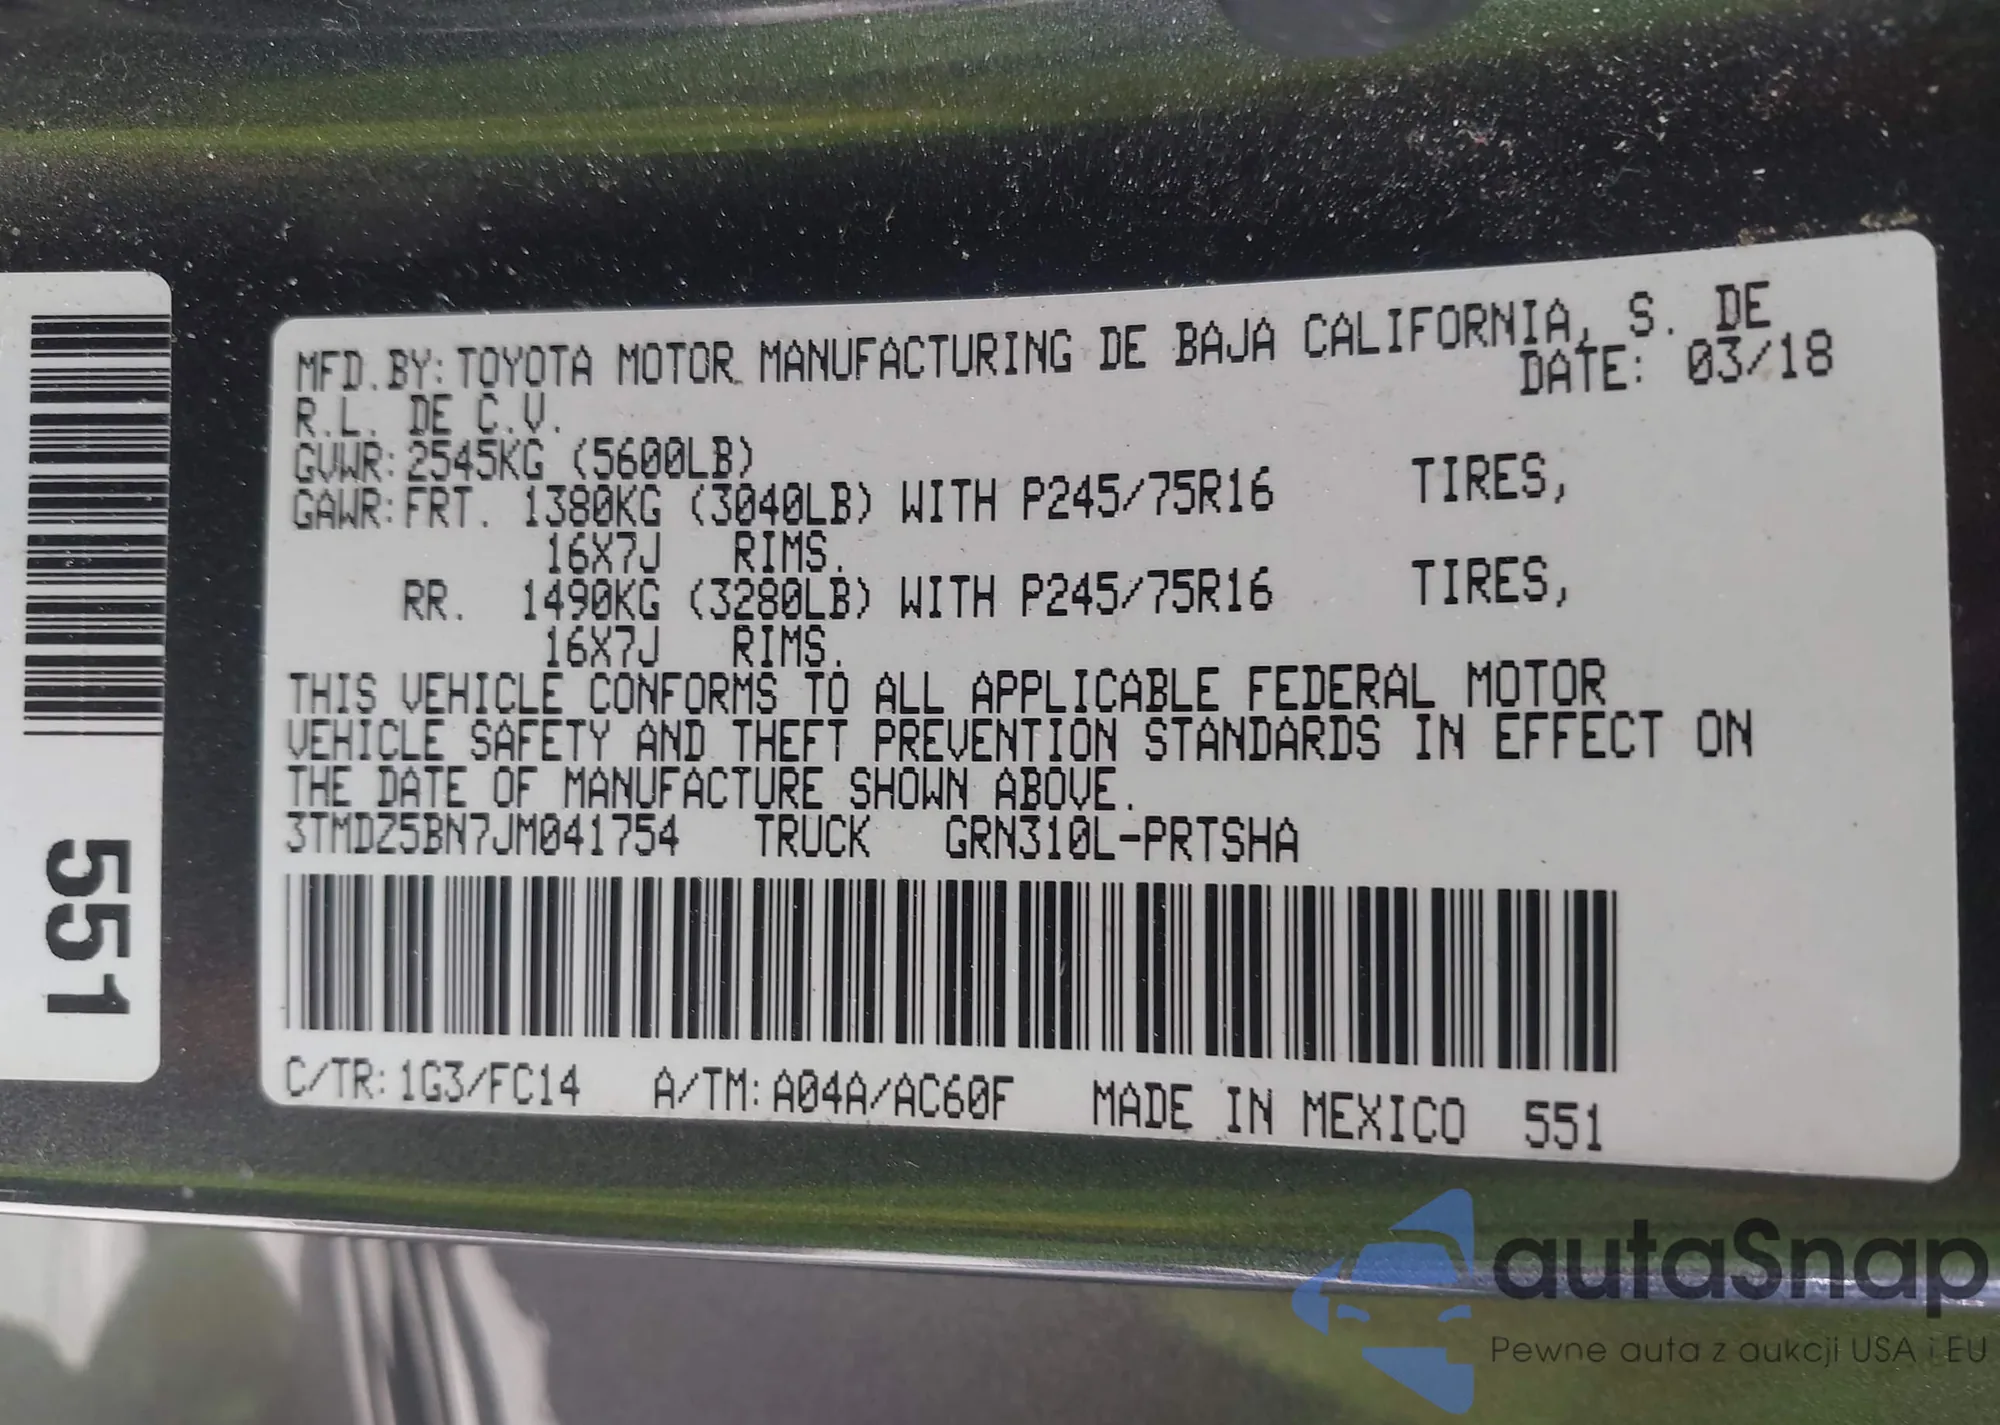 MFD.BY: TOYOTA MOTOR MANUFACTURING DE BAJA CALIFORNIA, S. DE
R.L. DE C.V. DATE: 03/18
GVWR: 2545KG (5600LB)
GAWR: FRT. 1380KG (3040LB) WITH P245/75R16 TIRES,
16X7J RIMS.
RR. 1490KG (3280LB) WITH P245/75R16 TIRES,
16X7J RIMS.
THIS VEHICLE CONFORMS TO ALL APPLICABLE FEDERAL MOTOR
VEHICLE SAFETY AND THEFT PREVENTION STANDARDS IN EFFECT ON
THE DATE OF MANUFACTURE SHOWN ABOVE.
3TMDZ5BN7JM041754 TRUCK GRN310L-PRTSHA
C/TR: 1G3/FC14 A/TM: A04A/AC60F MADE IN MEXICO 551
551
autaSnap
Pewne auta z aukcji USA i EU